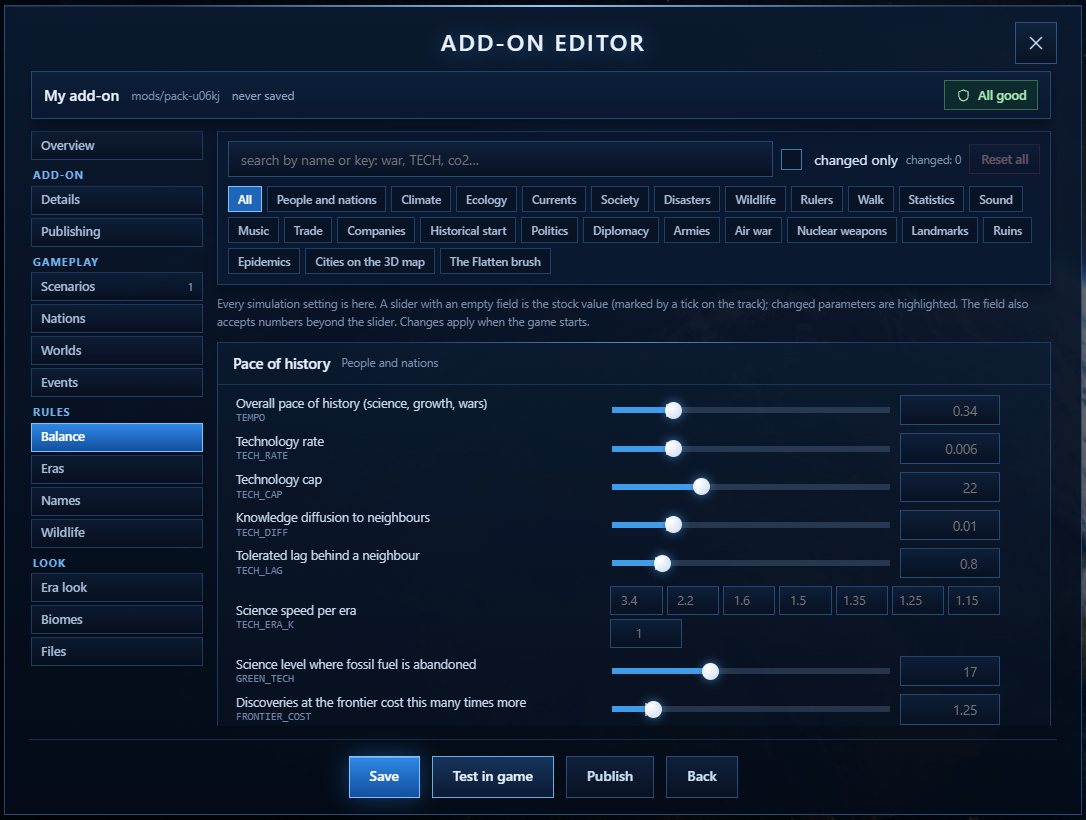 ADD-ON EDITOR
My add-on mods/pack-u06kj never saved All good
Overview
ADD-ON
Details
Publishing
GAMEPLAY
Scenarios 1
Nations
Worlds
Events
RULES
Balance
Eras
Names
Wildlife
LOOK
Era look
Biomes
Files
search by name or key: war, TECH, co2... changed only changed: 0 Reset all
All People and nations Climate Ecology Currents Society Disasters Wildlife Rulers Walk Statistics Sound
Music Trade Companies Historical start Politics Diplomacy Armies Air war Nuclear weapons Landmarks Ruins
Epidemics Cities on the 3D map The Flatten brush
Every simulation setting is here. A slider with an empty field is the stock value (marked by a tick on the track); changed parameters are highlighted. The field also
accepts numbers beyond the slider. Changes apply when the game starts.
Pace of history People and nations
Overall pace of history (science, growth, wars) 0.34
TEMPO
Technology rate 0.006
TECH_RATE
Technology cap 22
TECH_CAP
Knowledge diffusion to neighbours 0.01
TECH_DIFF
Tolerated lag behind a neighbour 0.8
TECH_LAG
Science speed per era 3.4 2.2 1.6 1.5 1.35 1.25 1.15
TECH_ERA_K 1
Science level where fossil fuel is abandoned 17
GREEN_TECH
Discoveries at the frontier cost this many times more 1.25
FRONTIER_COST
Save Test in game Publish Back